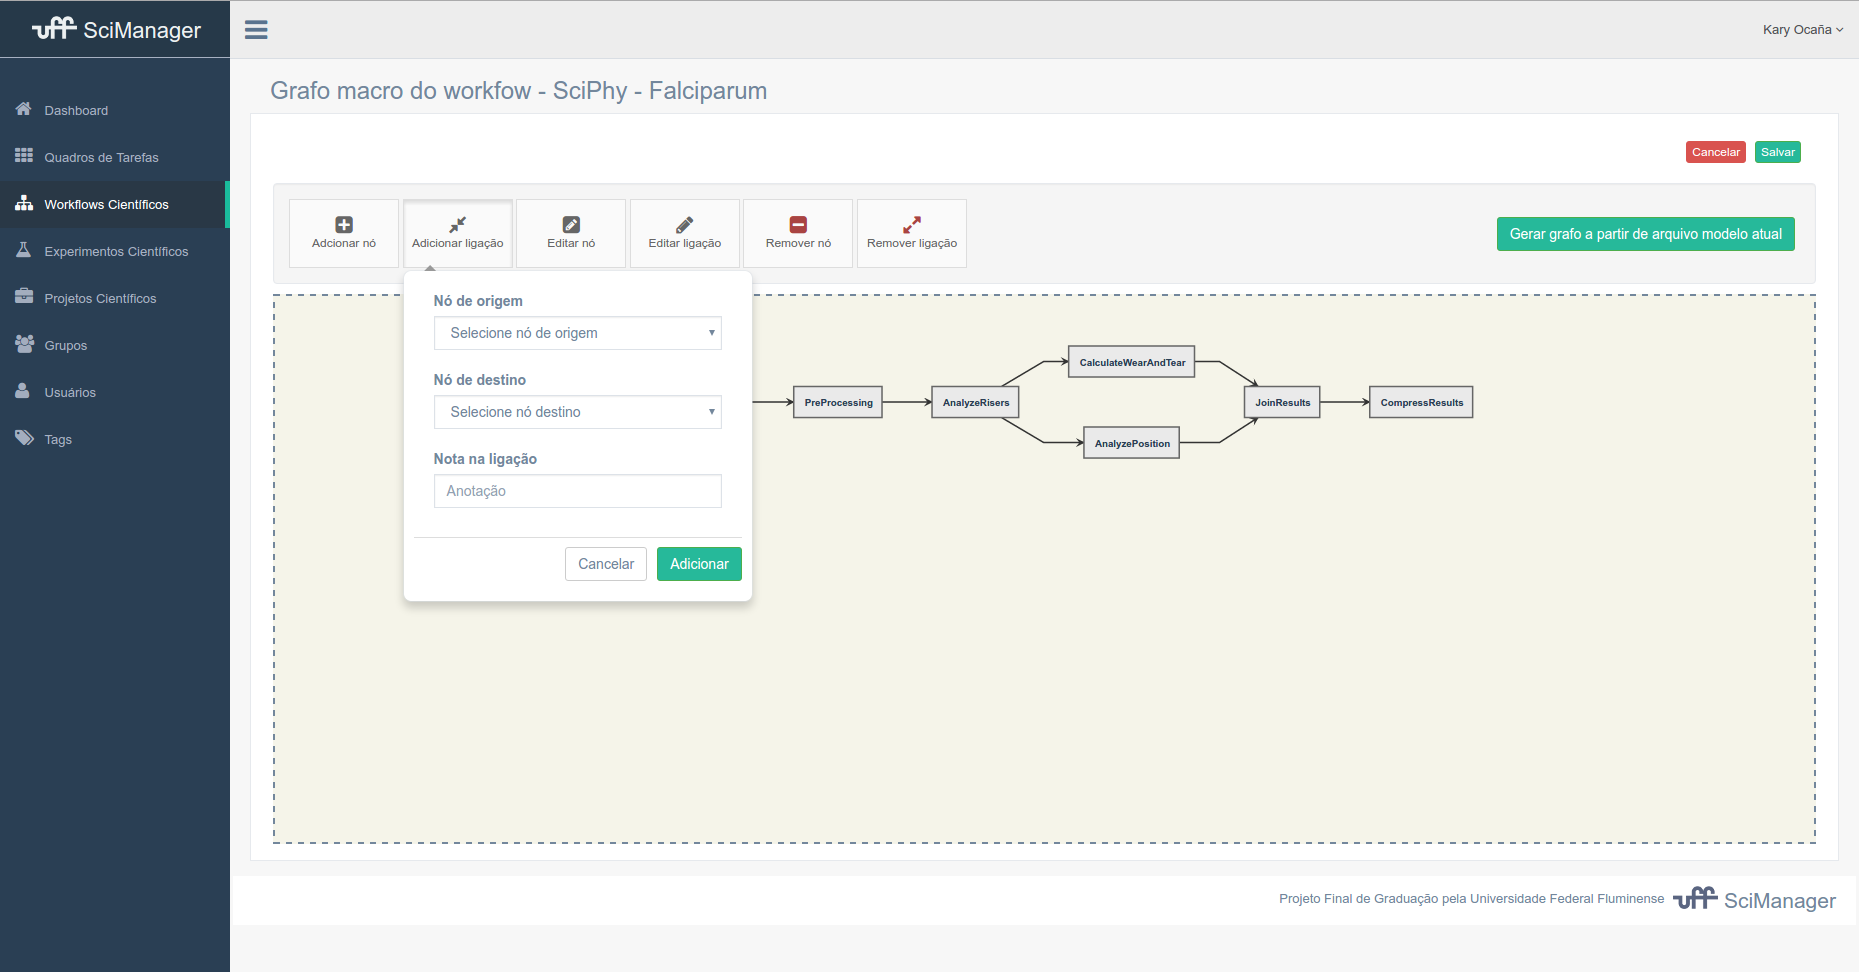 uff SciManager
Kary Ocaña
Dashboard
Quadros de Tarefas
Workflows Científicos
Experimentos Científicos
Projetos Científicos
Grupos
Usuários
Tags
Grafo macro do workfow - SciPhy - Falciparum
Cancelar Salvar
Adcionar nó Adicionar ligação Editar nó Editar ligação Remover nó Remover ligação Gerar grafo a partir de arquivo modelo atual
Nó de origem
Selecione nó de origem
Nó de destino
Selecione nó destino
Nota na ligação
Anotação
Cancelar Adicionar
CalculateWearAndTear
PreProcessing AnalyzeRisers JoinResults CompressResults
AnalyzePosition
Projeto Final de Graduação pela Universidade Federal Fluminense uff SciManager